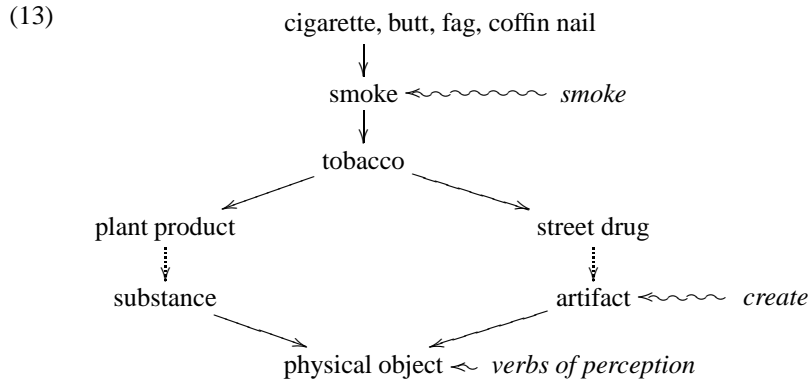 (13)
cigarette, butt, fag, coffin nail
smoke smoke
tobacco
plant product street drug
substance artifact create
physical object verbs of perception